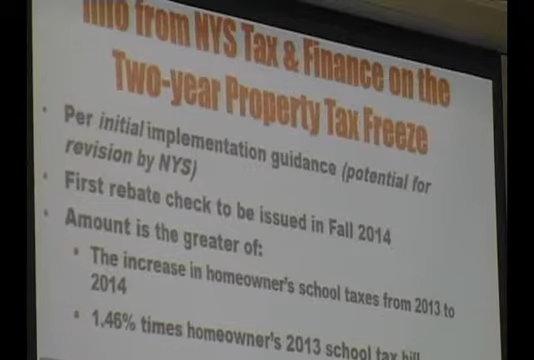 Info from NYS Tax & Finance on the
Two-year Property Tax Freeze
• Per initial implementation guidance (potential for
revision by NYS)
• First rebate check to be issued in Fall 2014
• Amount is the greater of:
• The increase in homeowner's school taxes from 2013 to
2014
• 1.46% times homeowner's 2013 school tax bill